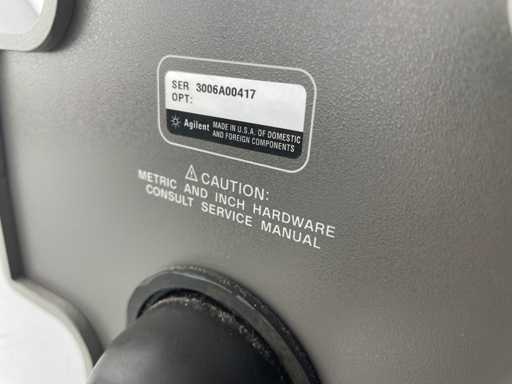 SER 3006A00417
OPT:
Agilent MADE IN U.S.A. OF DOMESTIC
AND FOREIGN COMPONENTS
CAUTION:
METRIC AND INCH HARDWARE
CONSULT SERVICE MANUAL